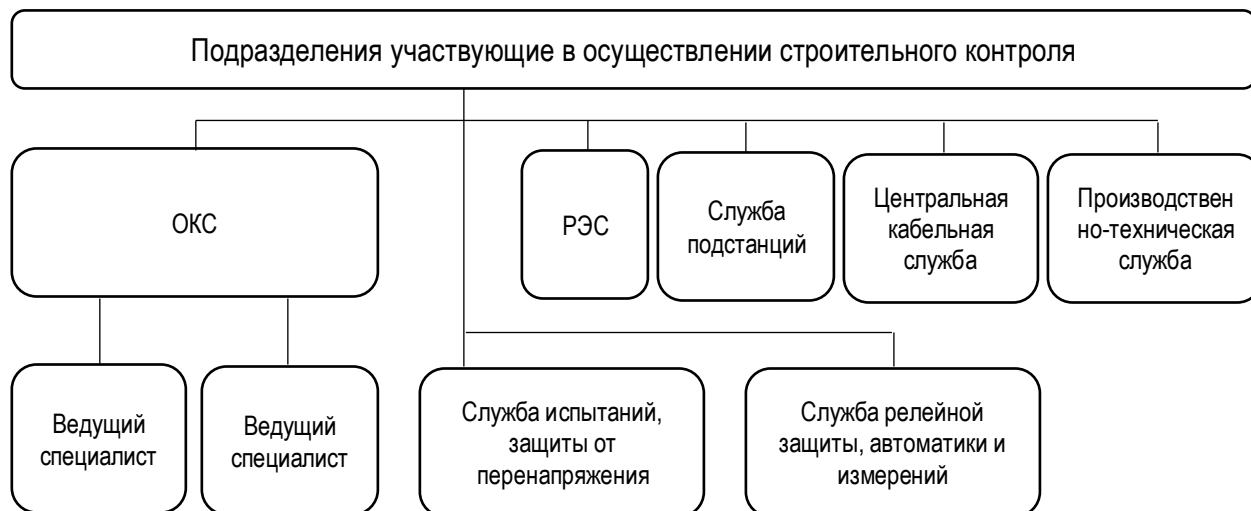 Подразделения участвующие в осуществлении строительного контроля
ОКС
РЭС
Служба
подстанций
Центральная
кабельная
служба
Производствен
но-техническая
служба
Ведущий
специалист
Ведущий
специалист
Служба испытаний,
защиты от
перенапряжения
Служба релейной
защиты, автоматики и
измерений